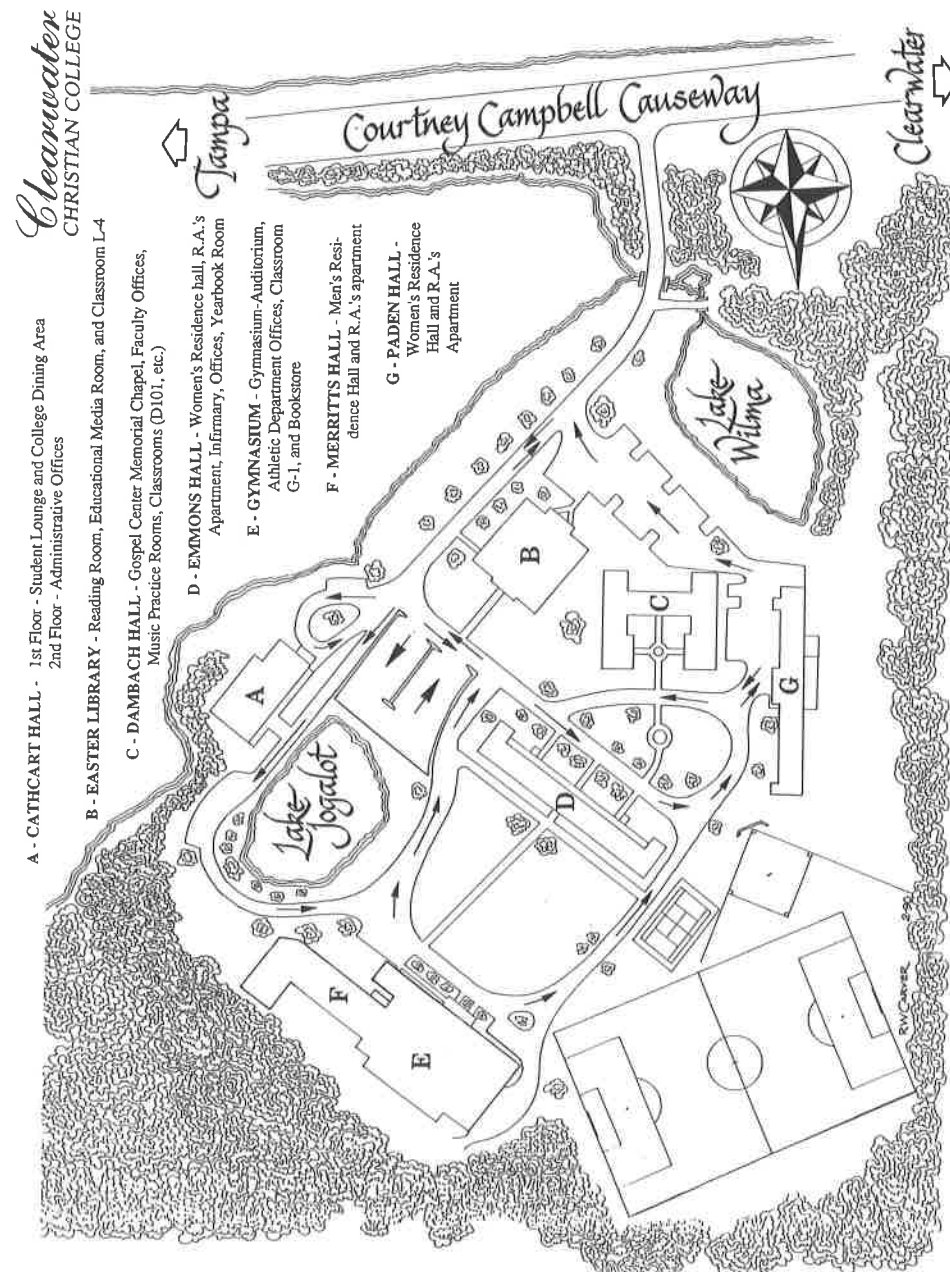 Clearwater
CHRISTIAN COLLEGE
A - CATHCART HALL - 1st Floor - Student Lounge and College Dining Area
2nd Floor - Administrative Offices
B - EASTER LIBRARY - Reading Room, Educational Media Room, and Classroom L-4
C - DAMBACH HALL - Gospel Center Memorial Chapel, Faculty Offices,
Music Practice Rooms, Classrooms (D101, etc.)
D - EMMONS HALL - Women's Residence hall, R.A.'s
Apartment, Infirmary, Offices, Yearbook Room
E - GYMNASIUM - Gymnasium-Auditorium,
Athletic Department Offices, Classroom
G-1, and Bookstore
F - MERRITTS HALL - Men's Resi-
dence Hall and R.A.'s apartment
G - PADEN HALL -
Women's Residence
Hall and R.A.'s
Apartment
Tampa
Courtney Campbell Causeway
Clearwater
Lake
Jogalot
Lake
Wilma
A
B
C
D
E
F
G
RW CARVER 2-90